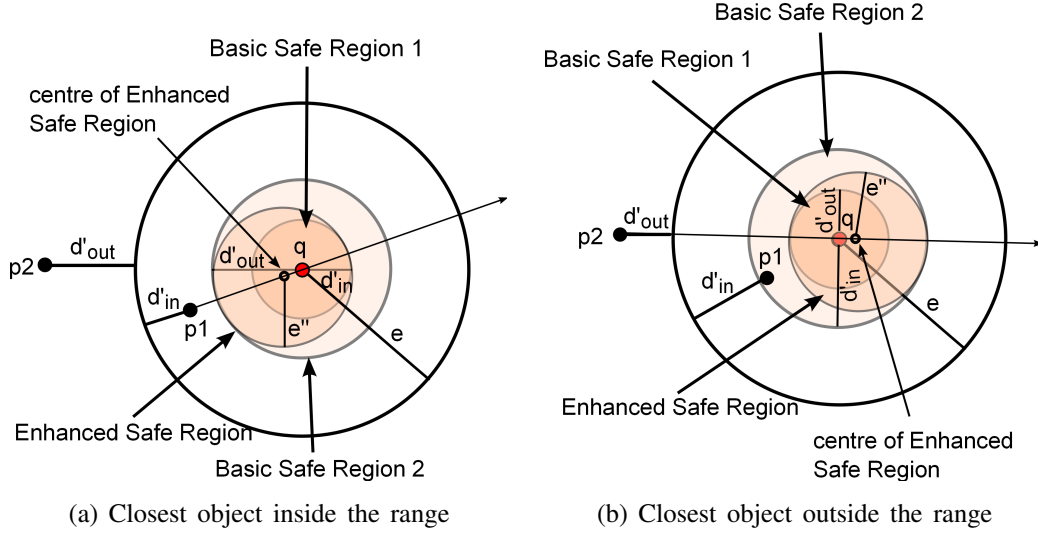 Basic Safe Region 1
centre of Enhanced
Safe Region
q
d'out
d'out
d'in
p2
d'in
p1
e''
e
Enhanced Safe Region
Basic Safe Region 2
(a) Closest object inside the range
Basic Safe Region 2
Basic Safe Region 1
e''
d'out
d'out
q
p2
p1
d'in
d'in
e
Enhanced Safe Region
centre of Enhanced
Safe Region
(b) Closest object outside the range